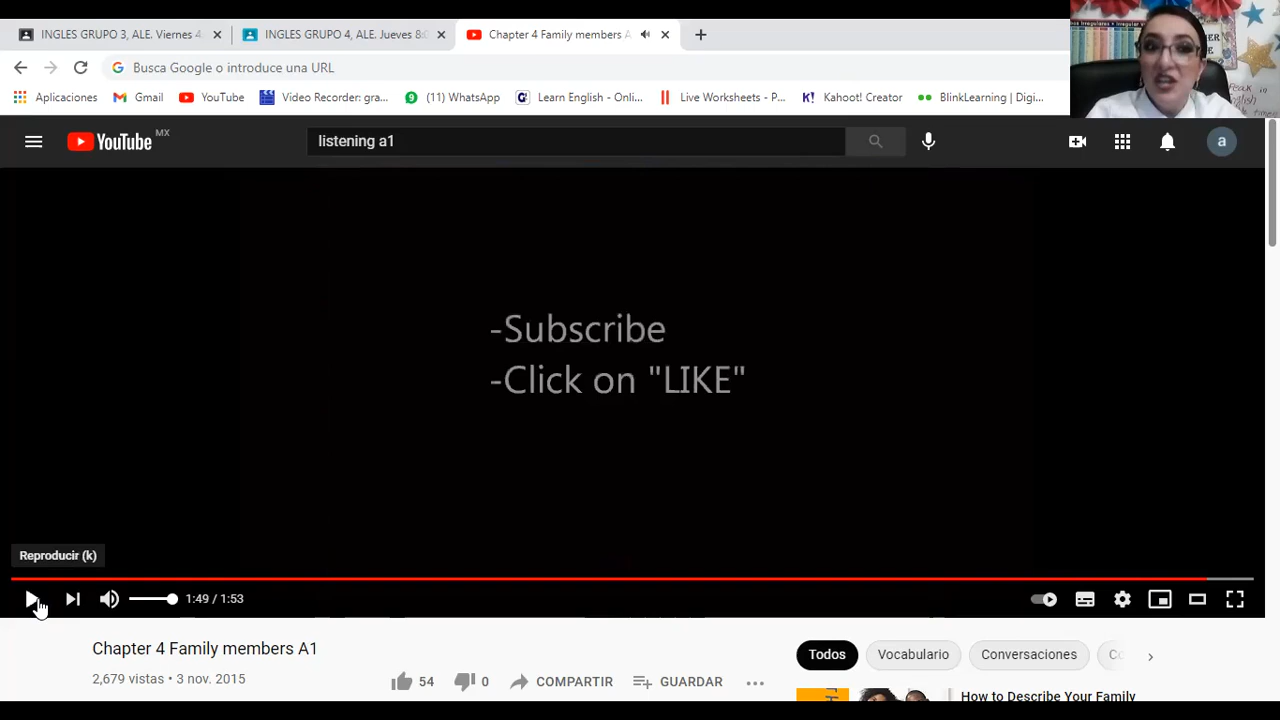 INGLES GRUPO 3, ALE. Viernes 4
INGLES GRUPO 4, ALE. Jueves
Chapter 4 Family members A
Busca Google o introduce una URL
Aplicaciones
Gmail
YouTube
Video Recorder: gra...
(11) WhatsApp
Learn English - Onli...
Live Worksheets - P...
Kahoot! Creator
BlinkLearning | Digi...
YouTube MX
listening a1
a
-Subscribe
-Click on "LIKE"
Reproducir (k)
1:49 / 1:53
Chapter 4 Family members A1
2,679 vistas • 3 nov. 2015
54
0
COMPARTIR
GUARDAR
Todos
Vocabulario
Conversaciones
How to Describe Your Family